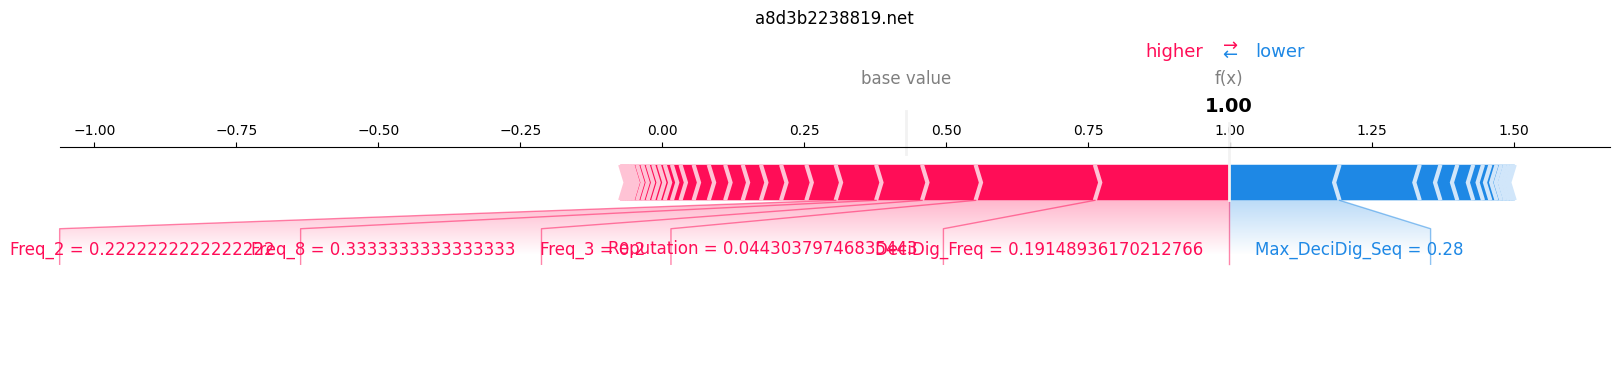 a8d3b2238819.net
higher ⇄ lower
base value f(x)
1.00
−1.00 −0.75 −0.50 −0.25 0.00 0.25 0.50 0.75 1.00 1.25 1.50
Freq_2 = 0.2222222222222222 Freq_8 = 0.3333333333333333 Freq_3 = 0.2 Reputation = 0.04430379746835443 DeciDig_Freq = 0.19148936170212766 Max_DeciDig_Seq = 0.28